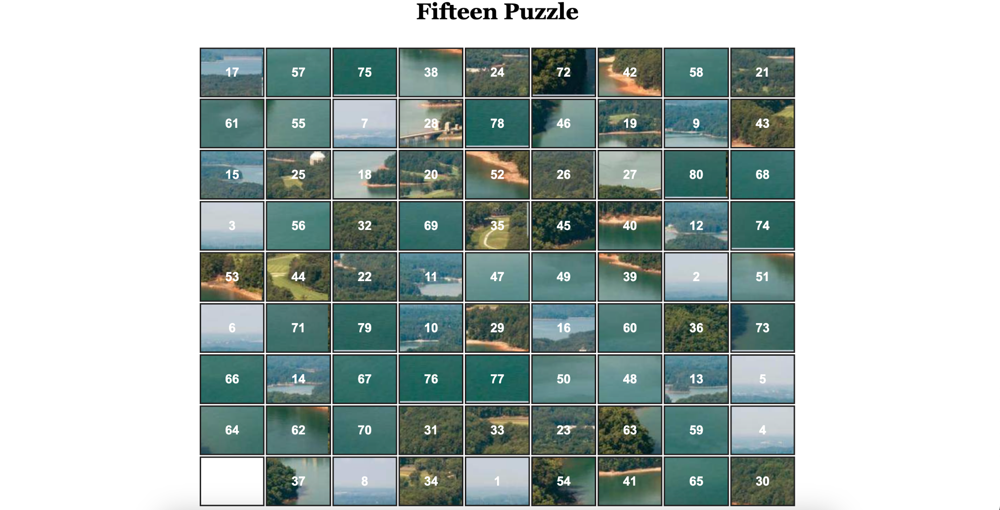 Fifteen Puzzle
17 57 75 38 24 72 42 58 21
61 55 7 28 78 46 19 9 43
15 25 18 20 52 26 27 80 68
3 56 32 69 35 45 40 12 74
53 44 22 11 47 49 39 2 51
6 71 79 10 29 16 60 36 73
66 14 67 76 77 50 48 13 5
64 62 70 31 33 23 63 59 4
37 8 34 1 54 41 65 30